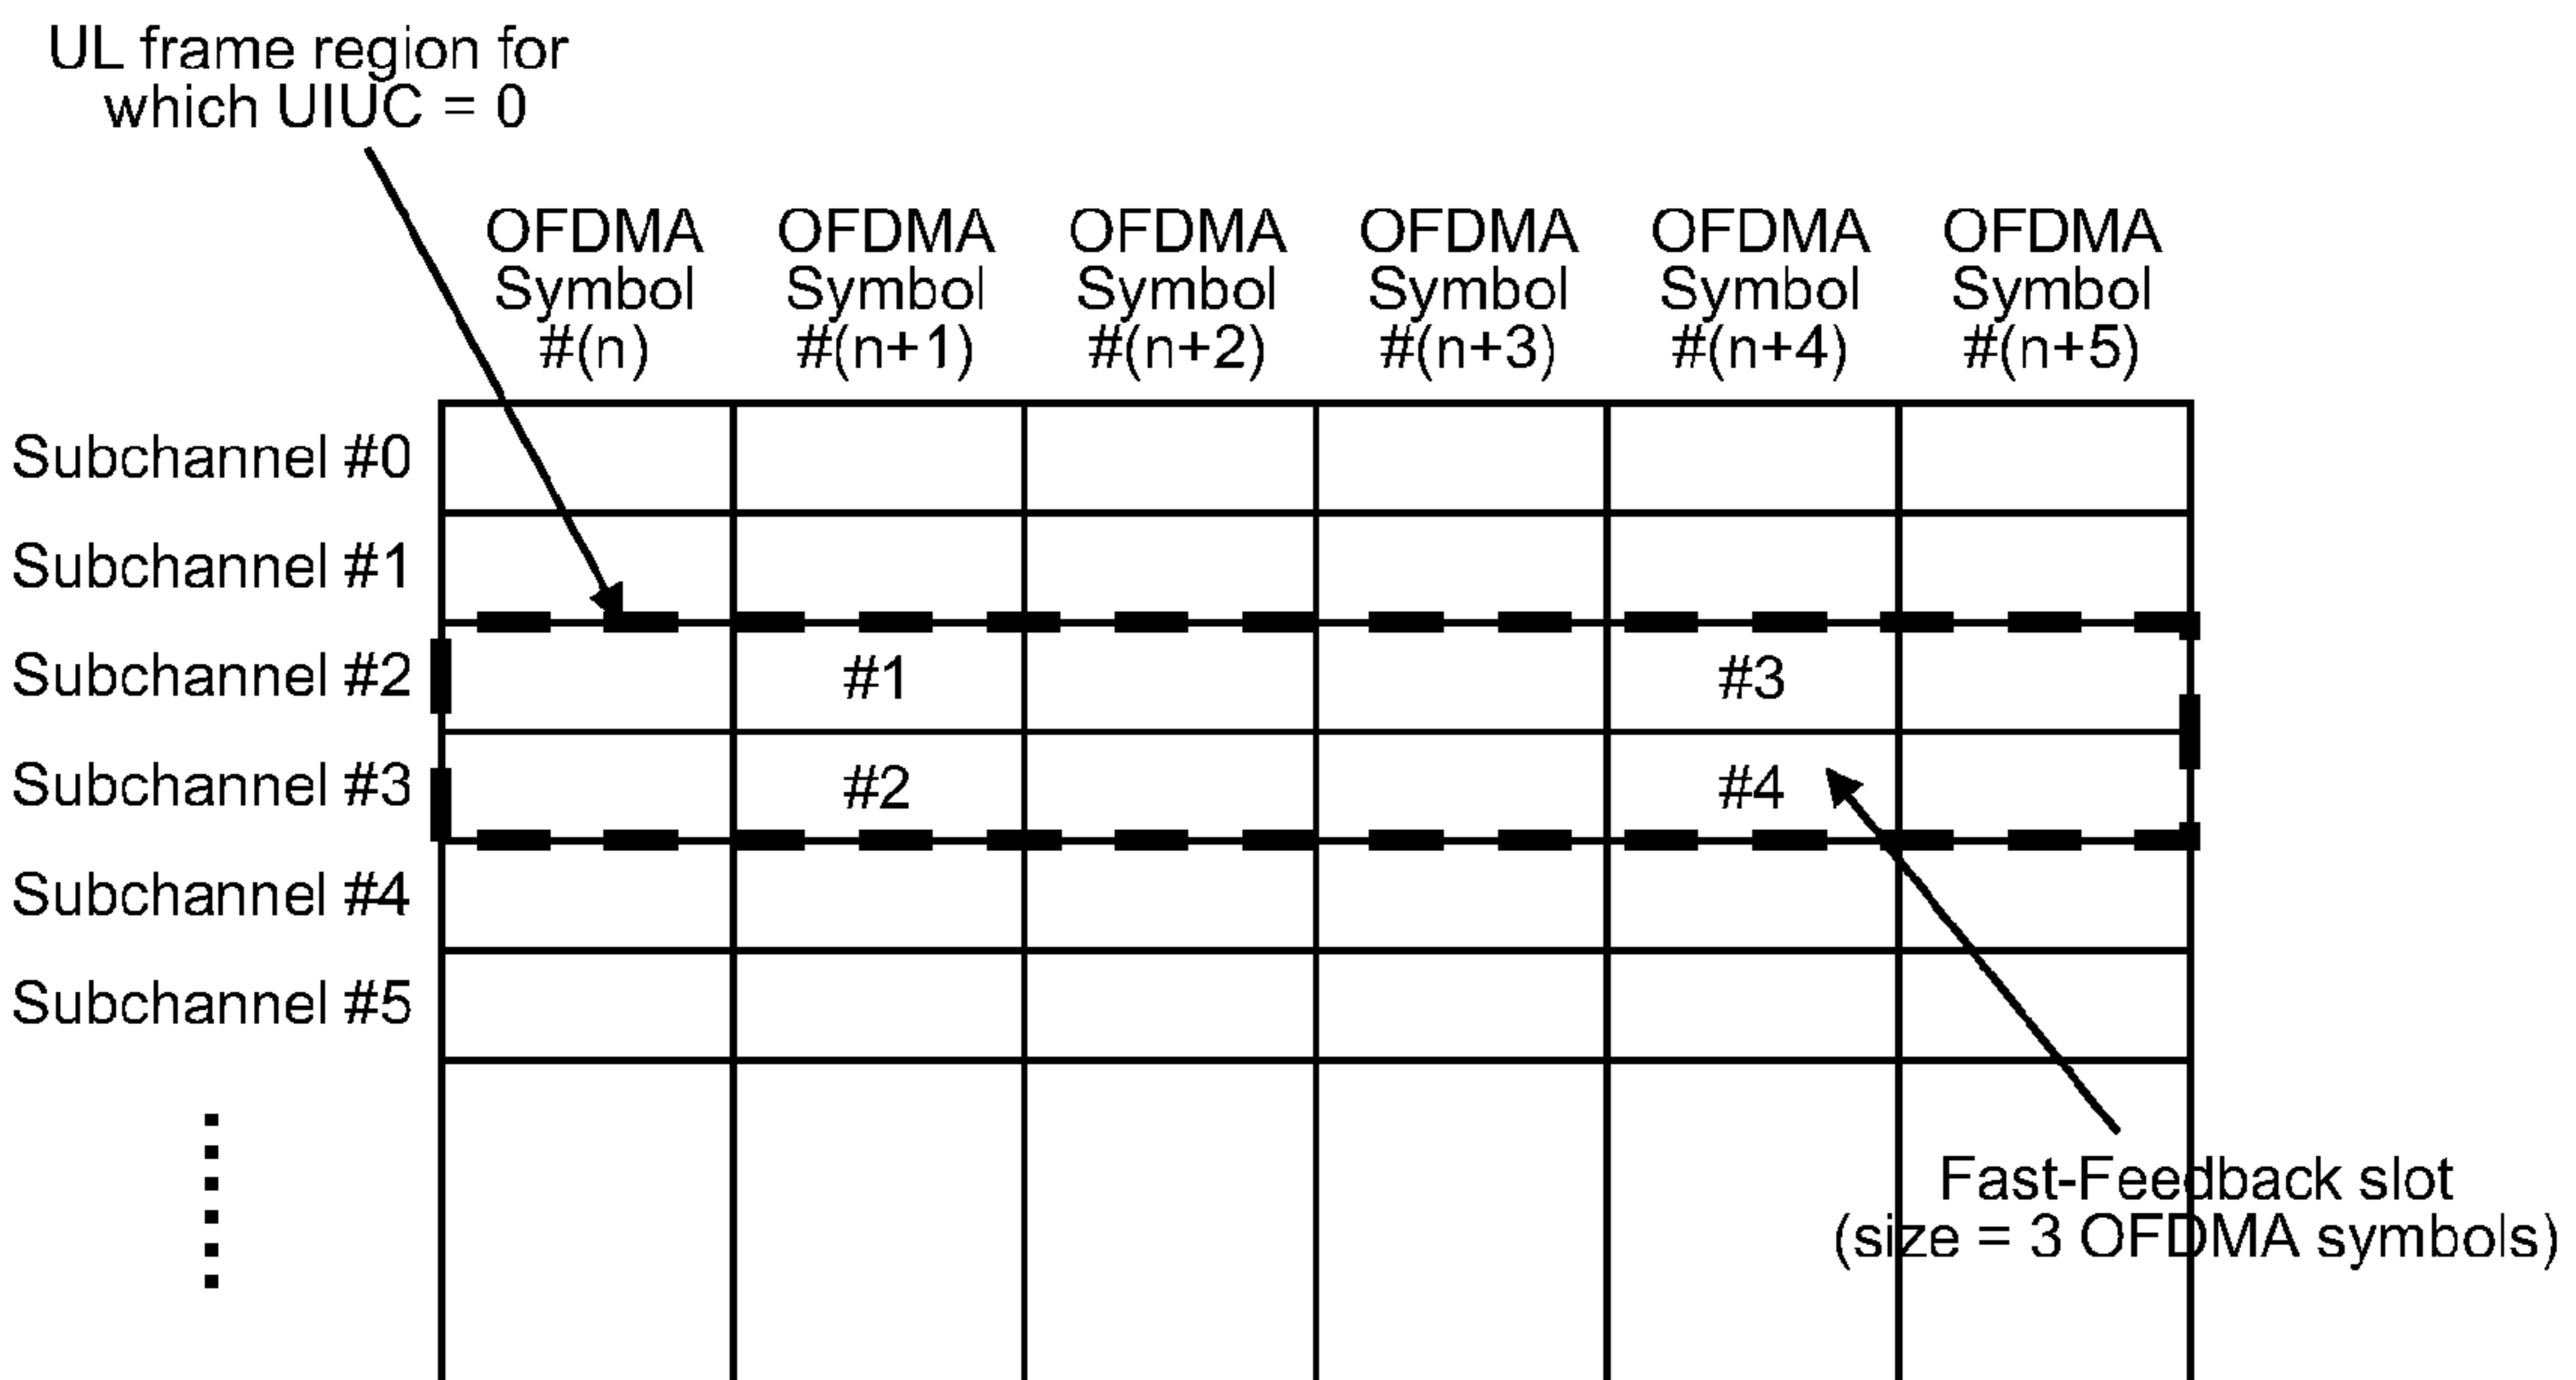 UL frame region for
which UIUC = 0
OFDMA Symbol #(n)
OFDMA Symbol #(n+1)
OFDMA Symbol #(n+2)
OFDMA Symbol #(n+3)
OFDMA Symbol #(n+4)
OFDMA Symbol #(n+5)
Subchannel #0
Subchannel #1
Subchannel #2 #1 #3
Subchannel #3 #2 #4
Subchannel #4
Subchannel #5
Fast-Feedback slot
(size = 3 OFDMA symbols)